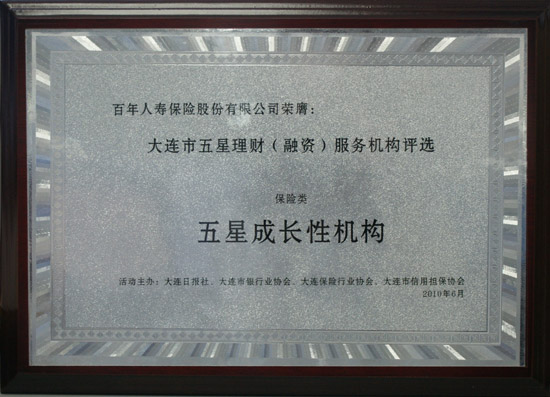 百年人寿保险股份有限公司荣膺：
大连市五星理财（融资）服务机构评选
保险类
五星成长性机构
活动主办：大连日报社、大连市银行业协会、大连保险行业协会、大连市信用担保协会
2010年6月